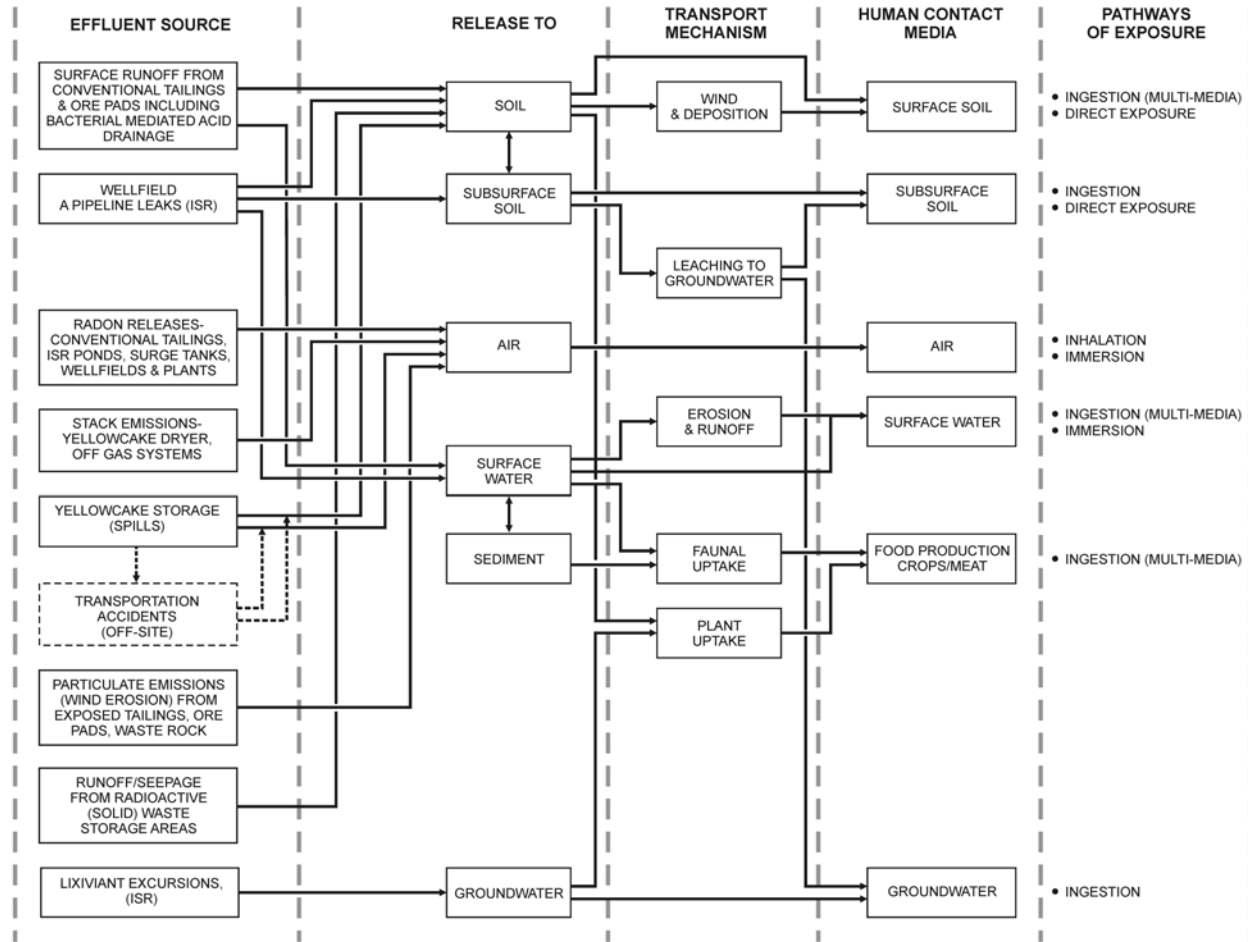 EFFLUENT SOURCE
RELEASE TO
TRANSPORT
MECHANISM
HUMAN CONTACT
MEDIA
PATHWAYS
OF EXPOSURE
SURFACE RUNOFF FROM
CONVENTIONAL TAILINGS
& ORE PADS INCLUDING
BACTERIAL MEDIATED ACID
DRAINAGE
SOIL
WIND
& DEPOSITION
SURFACE SOIL
• INGESTION (MULTI-MEDIA)
• DIRECT EXPOSURE
WELLFIELD
A PIPELINE LEAKS (ISR)
SUBSURFACE
SOIL
SUBSURFACE
SOIL
• INGESTION
• DIRECT EXPOSURE
LEACHING TO
GROUNDWATER
RADON RELEASES-
CONVENTIONAL TAILINGS,
ISR PONDS, SURGE TANKS,
WELLFIELDS & PLANTS
AIR
AIR
• INHALATION
• IMMERSION
STACK EMISSIONS-
YELLOWCAKE DRYER,
OFF GAS SYSTEMS
EROSION
& RUNOFF
SURFACE WATER
• INGESTION (MULTI-MEDIA)
• IMMERSION
SURFACE
WATER
YELLOWCAKE STORAGE
(SPILLS)
SEDIMENT
FAUNAL
UPTAKE
FOOD PRODUCTION
CROPS/MEAT
• INGESTION (MULTI-MEDIA)
TRANSPORTATION
ACCIDENTS
(OFF-SITE)
PLANT
UPTAKE
PARTICULATE EMISSIONS
(WIND EROSION) FROM
EXPOSED TAILINGS, ORE
PADS, WASTE ROCK
RUNOFF/SEEPAGE
FROM RADIOACTIVE
(SOLID) WASTE
STORAGE AREAS
LIXIVIANT EXCURSIONS,
(ISR)
GROUNDWATER
GROUNDWATER
• INGESTION